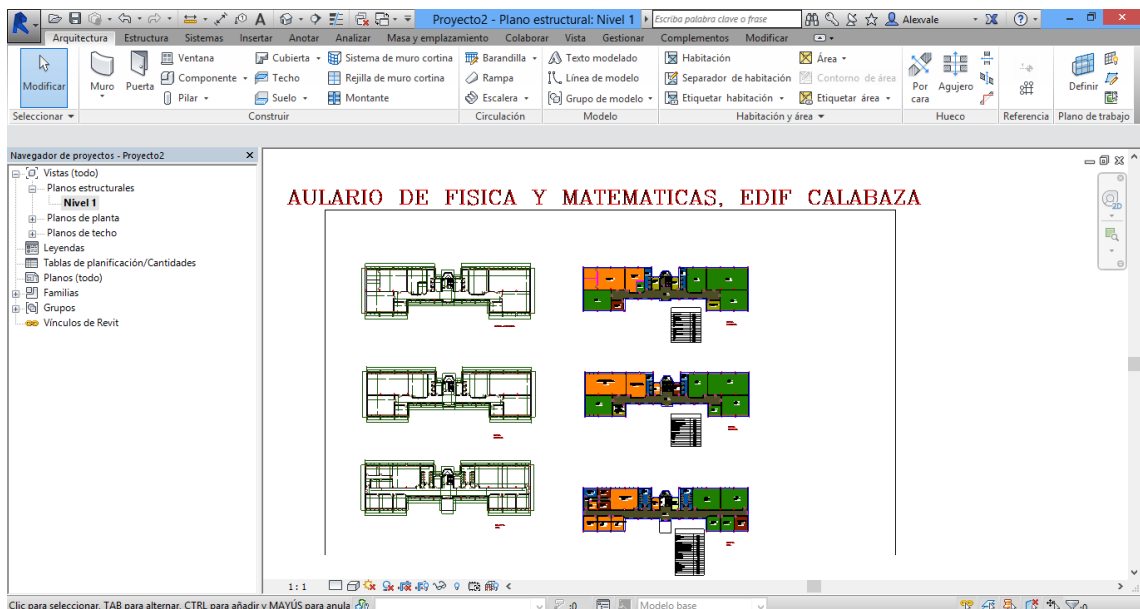 Proyecto2 - Plano estructural: Nivel 1
Escriba palabra clave o frase
Alexvale
Arquitectura Estructura Sistemas Insertar Anotar Analizar Masa y emplazamiento Colaborar Vista Gestionar Complementos Modificar
Modificar
Muro
Puerta
Ventana
Componente
Pilar
Cubierta
Techo
Suelo
Sistema de muro cortina
Rejilla de muro cortina
Montante
Barandilla
Rampa
Escalera
Texto modelado
Línea de modelo
Grupo de modelo
Habitación
Separador de habitación
Etiquetar habitación
Área
Contorno de área
Etiquetar área
Por cara
Agujero
Definir
Seleccionar Construir Circulación Modelo Habitación y área Hueco Referencia Plano de trabajo
Navegador de proyectos - Proyecto2
Vistas (todo)
Planos estructurales
Nivel 1
Planos de planta
Planos de techo
Leyendas
Tablas de planificación/Cantidades
Planos (todo)
Familias
Grupos
Vínculos de Revit
AULARIO DE FISICA Y MATEMATICAS, EDIF CALABAZA
2D
1:1
Clic para seleccionar, TAB para alternar, CTRL para añadir y MAYÚS para anula
:0
Modelo base
:0